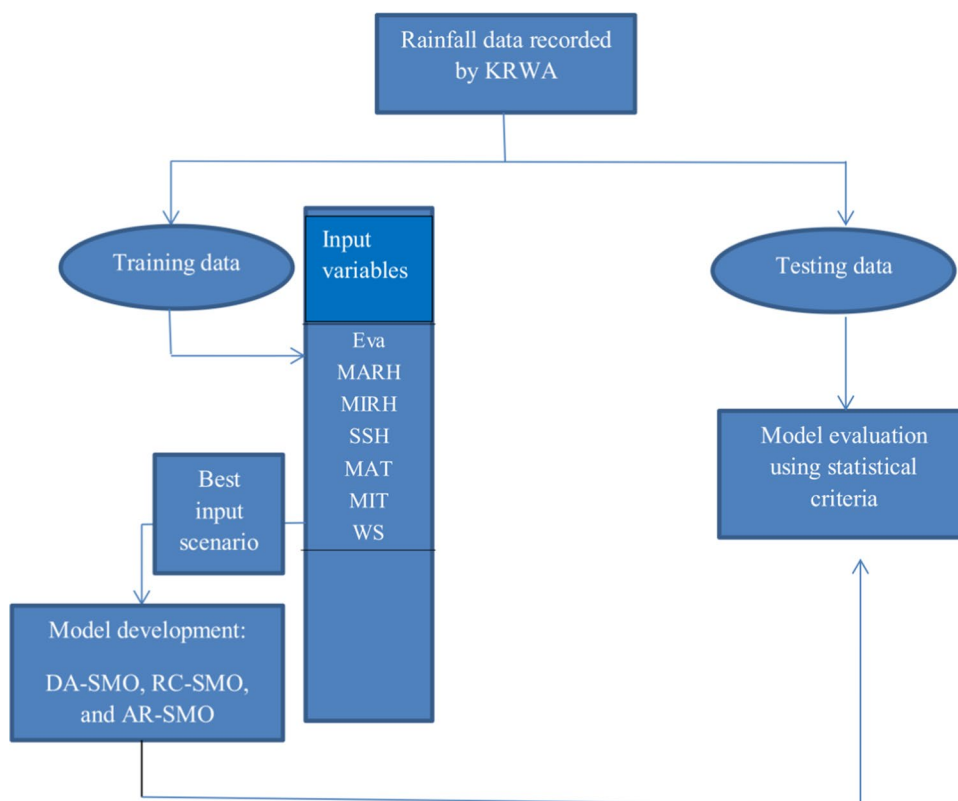 Rainfall data recorded
by KRWA
Training data
Input
variables
Testing data
Eva
MARH
MIRH
SSH
MAT
MIT
WS
Model evaluation
using statistical
criteria
Best
input
scenario
Model development:
DA-SMO, RC-SMO,
and AR-SMO